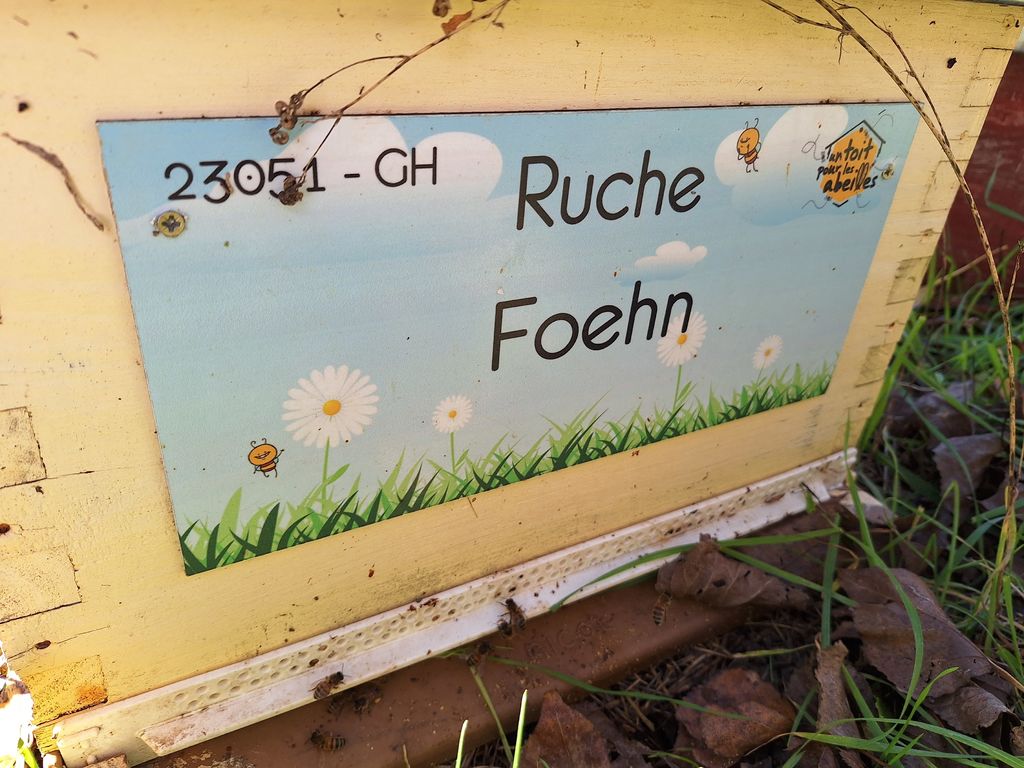 23051 - GH
Ruche
Foehn
un toit
pour les
abeilles